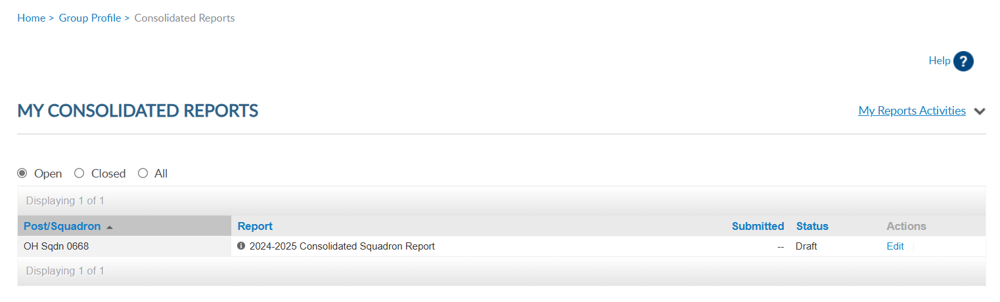 Home > Group Profile > Consolidated Reports
Help ?
MY CONSOLIDATED REPORTS My Reports Activities
Open Closed All
Displaying 1 of 1
Post/Squadron Report Submitted Status Actions
OH Sqdn 0668 2024-2025 Consolidated Squadron Report -- Draft Edit
Displaying 1 of 1